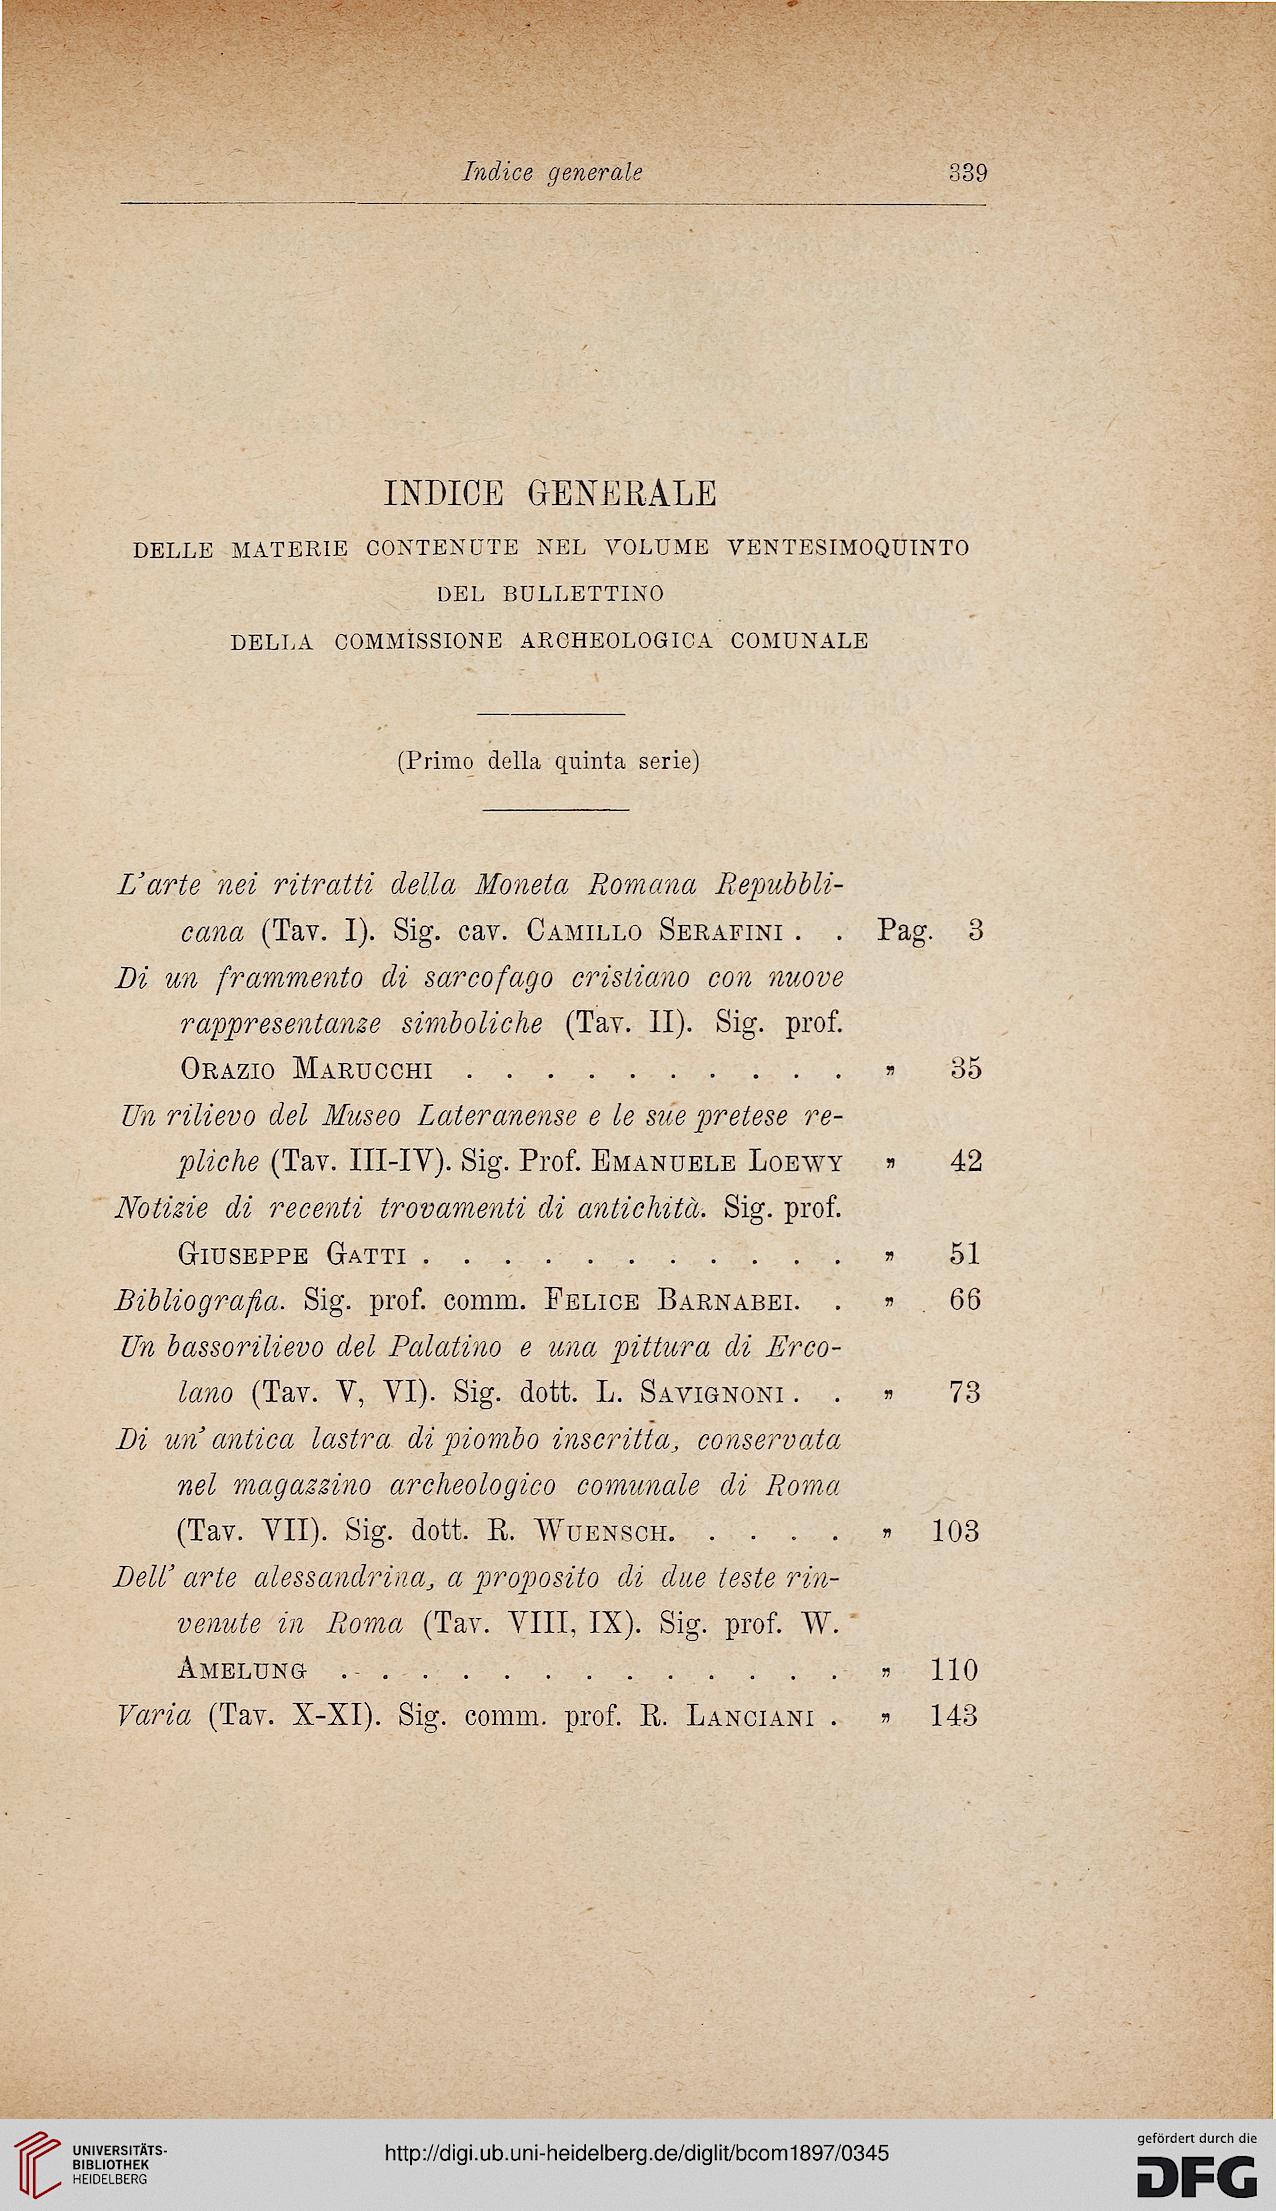 Indice generale 339
INDICE GENERALE
DELLE MATERIE CONTENUTE NEL VOLUME VENTESIMOQUINTO
DEL BULLETTINO
DELLA COMMISSIONE ARCHEOLOGICA COMUNALE
(Primo della quinta serie)
L'arte nei ritratti della Moneta Romana Repubbli-
cana (Tav. I). Sig. cav. CAMILLO SERAFINI . . Pag. 3
Di un frammento di sarcofago cristiano con nuove
rappresentanze simboliche (Tav. II). Sig. prof.
ORAZIO MARUCCHI . . . . . . . . . . „ 35
Un rilievo del Museo Lateranense e le sue pretese re-
pliche (Tav. III-IV). Sig. Prof. EMANUELE LOEWY „ 42
Notizie di recenti trovamenti di antichità. Sig. prof.
GIUSEPPE GATTI . . . . . . . . . . . „ 51
Bibliografia. Sig. prof. comm. FELICE BARNABEI. . „ 66
Un bassorilievo del Palatino e una pittura di Erco-
lano (Tav. V, VI). Sig. dott. L. SAVIGNONI . . „ 73
Di un' antica lastra di piombo inscritta, conservata
nel magazzino archeologico comunale di Roma
(Tav. VII). Sig. dott. R. WUENSCH. . . . . „ 103
Dell' arte alessandrina, a proposito di due teste rin-
venute in Roma (Tav. VIII, IX). Sig. prof. W.
AMELUNG . . . . . . . . . . . . . „ 110
Varia (Tav. X-XI). Sig. comm. prof. R. LANCIANI . „ 143
UNIVERSITÄTS-
BIBLIOTHEK
HEIDELBERG
http://digi.ub.uni-heidelberg.de/diglit/bcom1897/0345
gefördert durch die
DFG